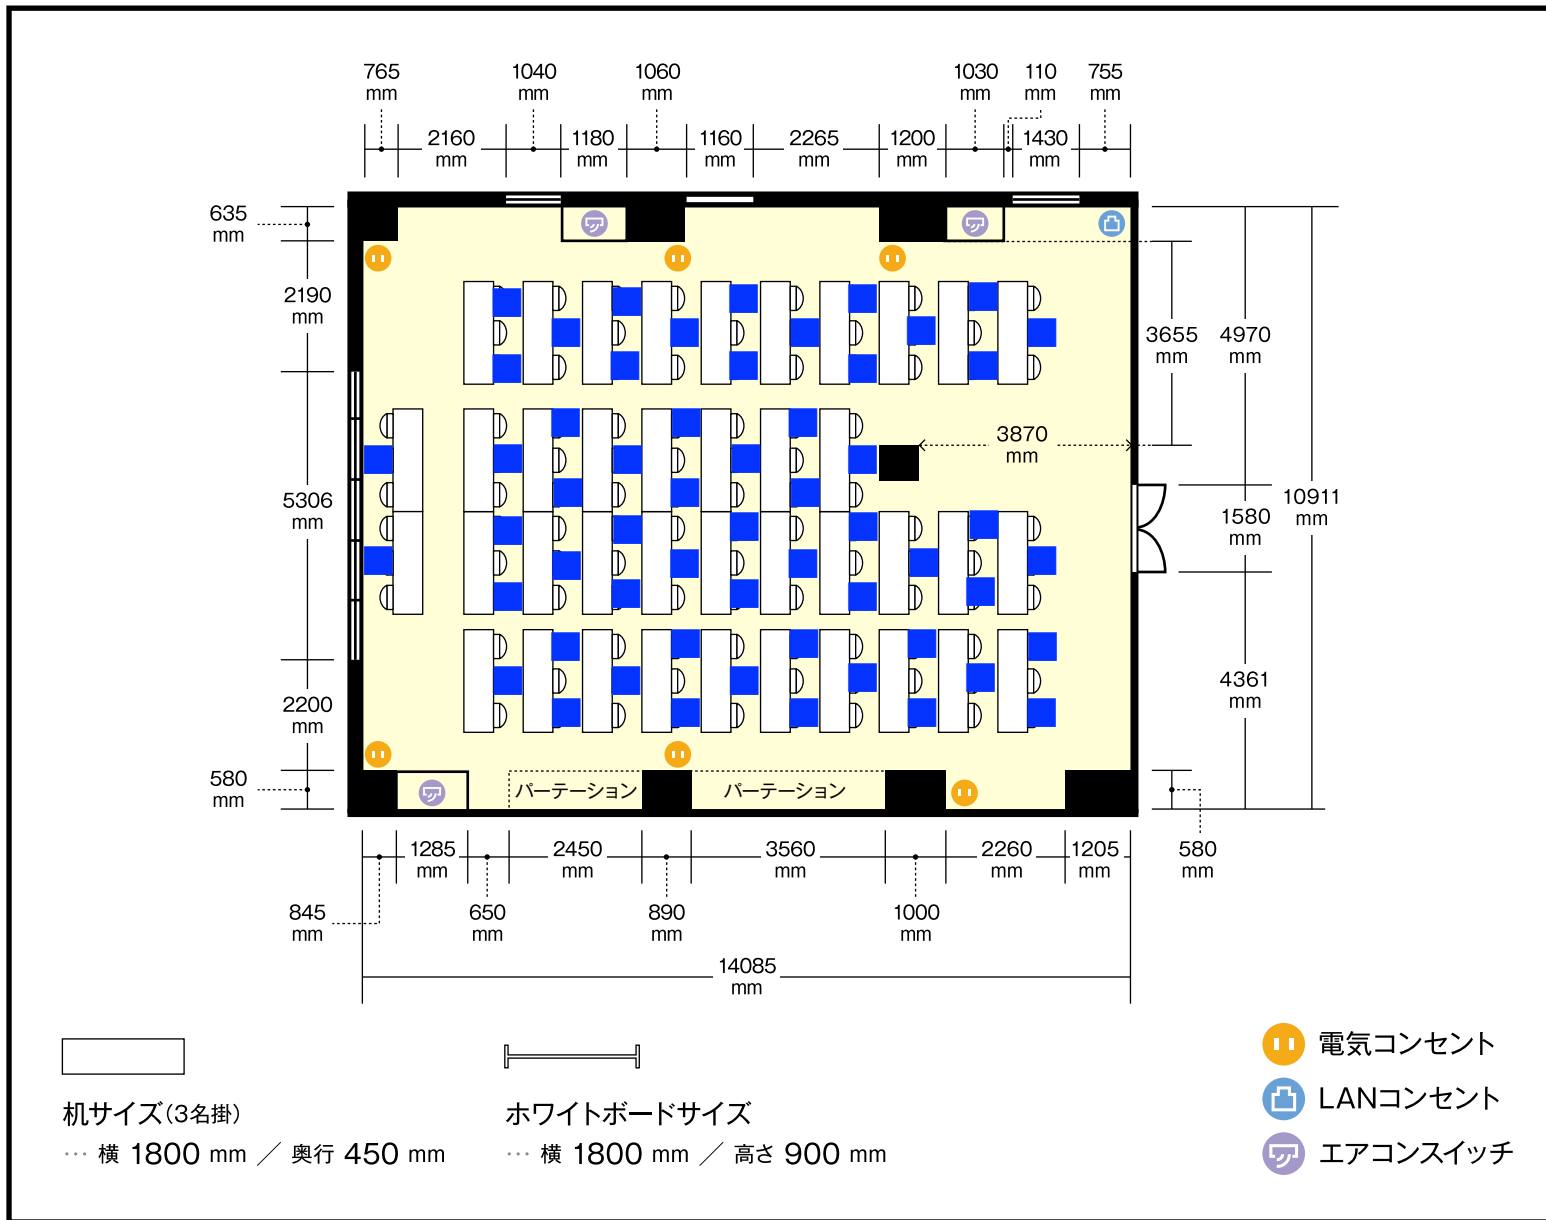 765
mm
1040
mm
1060
mm
1030
mm
110
mm
755
mm
2160
mm
1180
mm
1160
mm
2265
mm
1200
mm
1430
mm
635
mm
2190
mm
5306
mm
2200
mm
580
mm
3655
mm
4970
mm
3870
mm
10911
mm
1580
mm
4361
mm
580
mm
パーテーション
パーテーション
1285
mm
2450
mm
3560
mm
2260
mm
1205
mm
845
mm
650
mm
890
mm
1000
mm
14085
mm
机サイズ(3名掛)
… 横 1800 mm ／ 奥行 450 mm
ホワイトボードサイズ
… 横 1800 mm ／ 高さ 900 mm
電気コンセント
LANコンセント
エアコンスイッチ